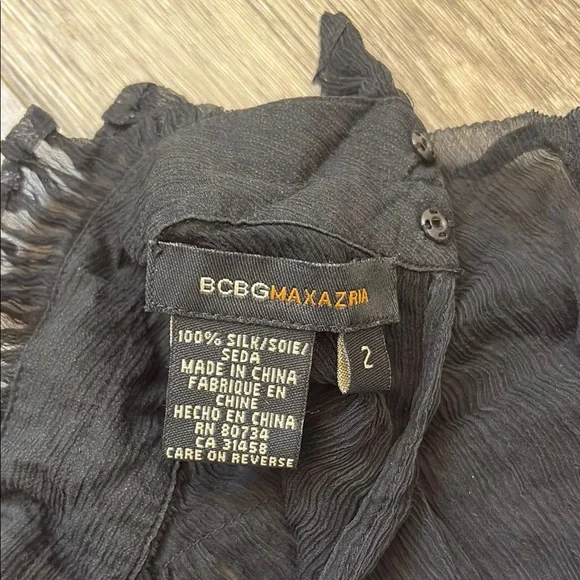 BCBGMAXAZRIA
2
100% SILK/SOIE/
SEDA
MADE IN CHINA
FABRIQUE EN
CHINE
HECHO EN CHINA
RN 80734
CA 31458
CARE ON REVERSE